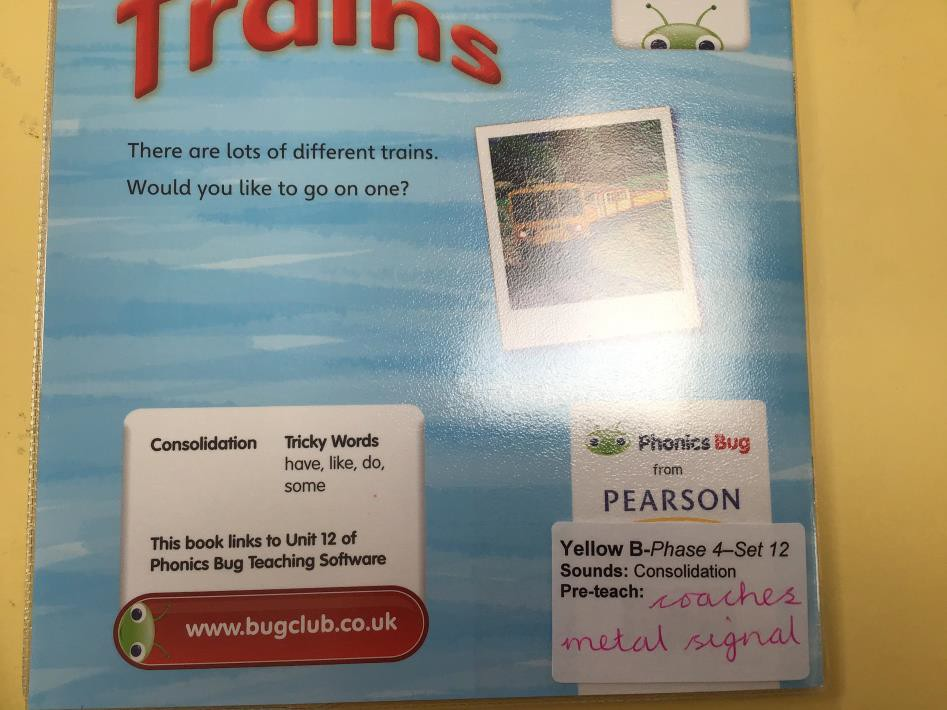 Trains
There are lots of different trains.
Would you like to go on one?
Consolidation
Tricky Words
have, like, do,
some
This book links to Unit 12 of
Phonics Bug Teaching Software
www.bugclub.co.uk
Phonics Bug
from
PEARSON
Yellow B-Phase 4–Set 12
Sounds: Consolidation
Pre-teach: coaches
metal signal